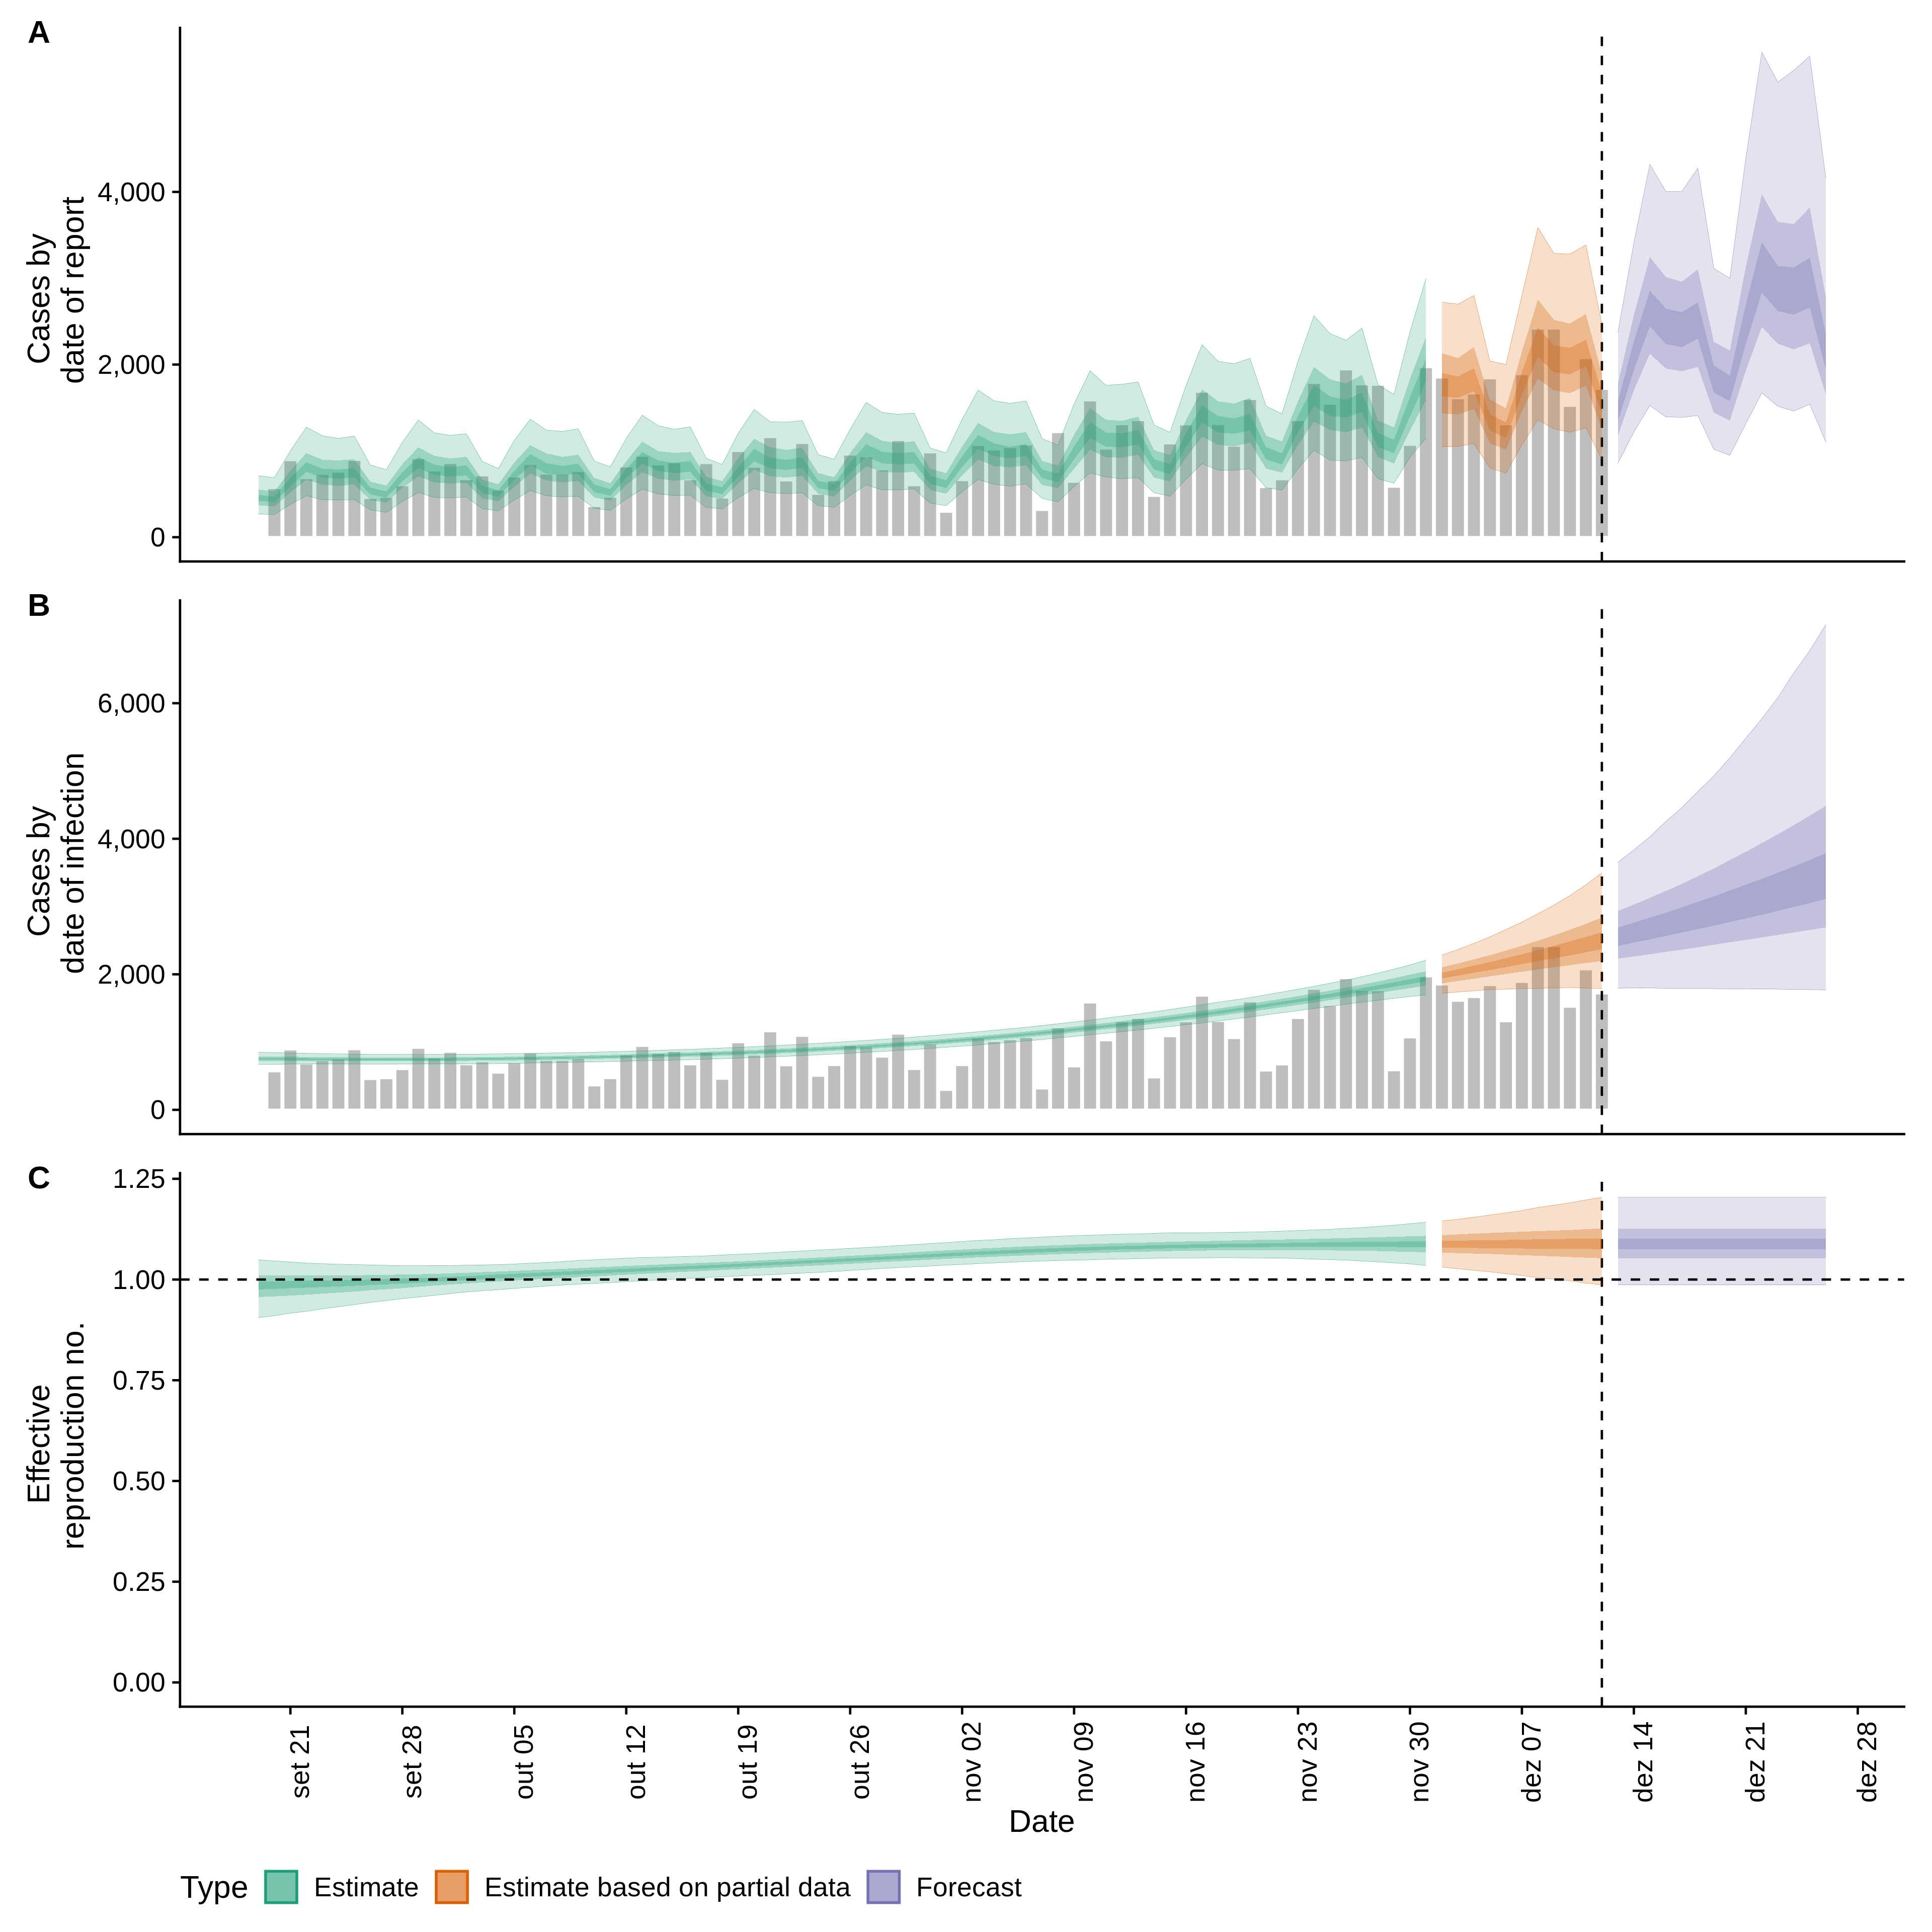 A
Cases by
date of report
4,000
2,000
0
B
Cases by
date of infection
6,000
4,000
2,000
0
C
Effective
reproduction no.
1.25
1.00
0.75
0.50
0.25
0.00
set 21
set 28
out 05
out 12
out 19
out 26
nov 02
nov 09
nov 16
nov 23
nov 30
dez 07
dez 14
dez 21
dez 28
Date
Type Estimate Estimate based on partial data Forecast